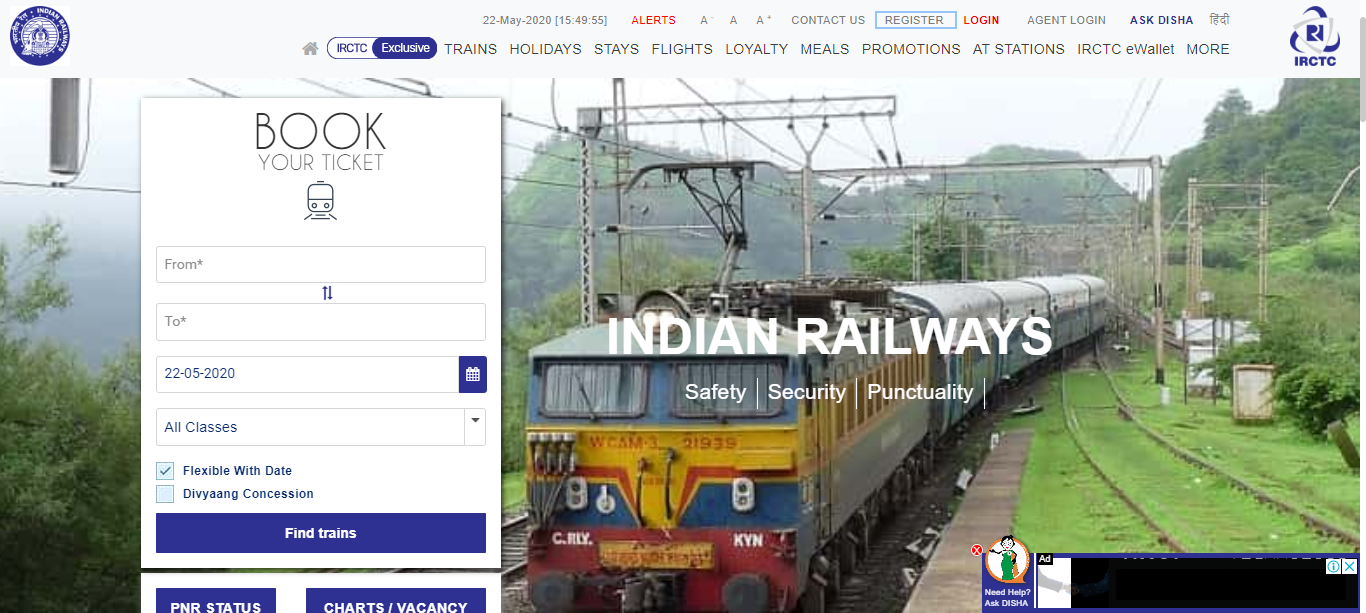 22-May-2020 [15:49:55] ALERTS A - A A + CONTACT US REGISTER LOGIN AGENT LOGIN ASK DISHA हिंदी
INDIAN RAILWAYS
IRCTC Exclusive TRAINS HOLIDAYS STAYS FLIGHTS LOYALTY MEALS PROMOTIONS AT STATIONS IRCTC eWallet MORE
IRCTC
BOOK
YOUR TICKET
From*
To*
22-05-2020
All Classes
Flexible With Date
Divyaang Concession
Find trains
PNR STATUS CHARTS / VACANCY
INDIAN RAILWAYS
Safety Security Punctuality
WCAM-3 21939
C.RLY. KYN
Need Help?
Ask DISHA
Ad